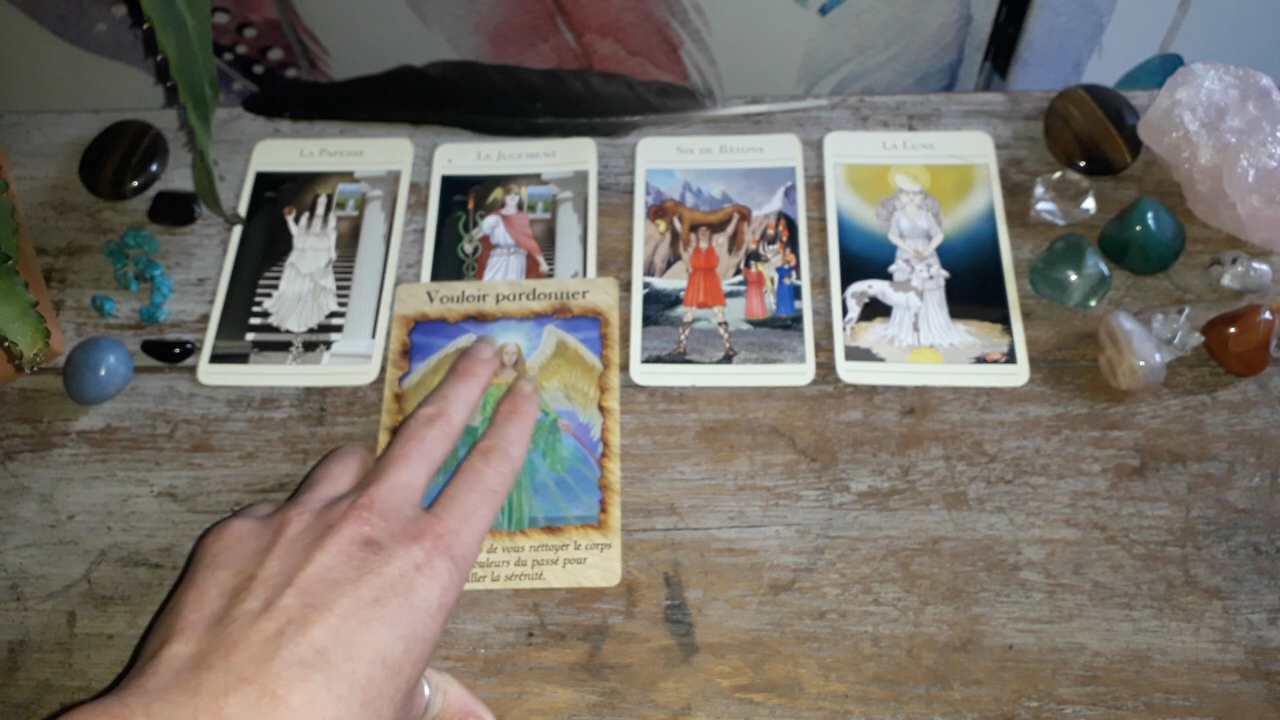 La Papesse
Le Jugement
Six de Bâtons
La Lune
Vouloir pardonner
de vous nettoyer le corps
ouleurs du passé pour
ller la sérénité.